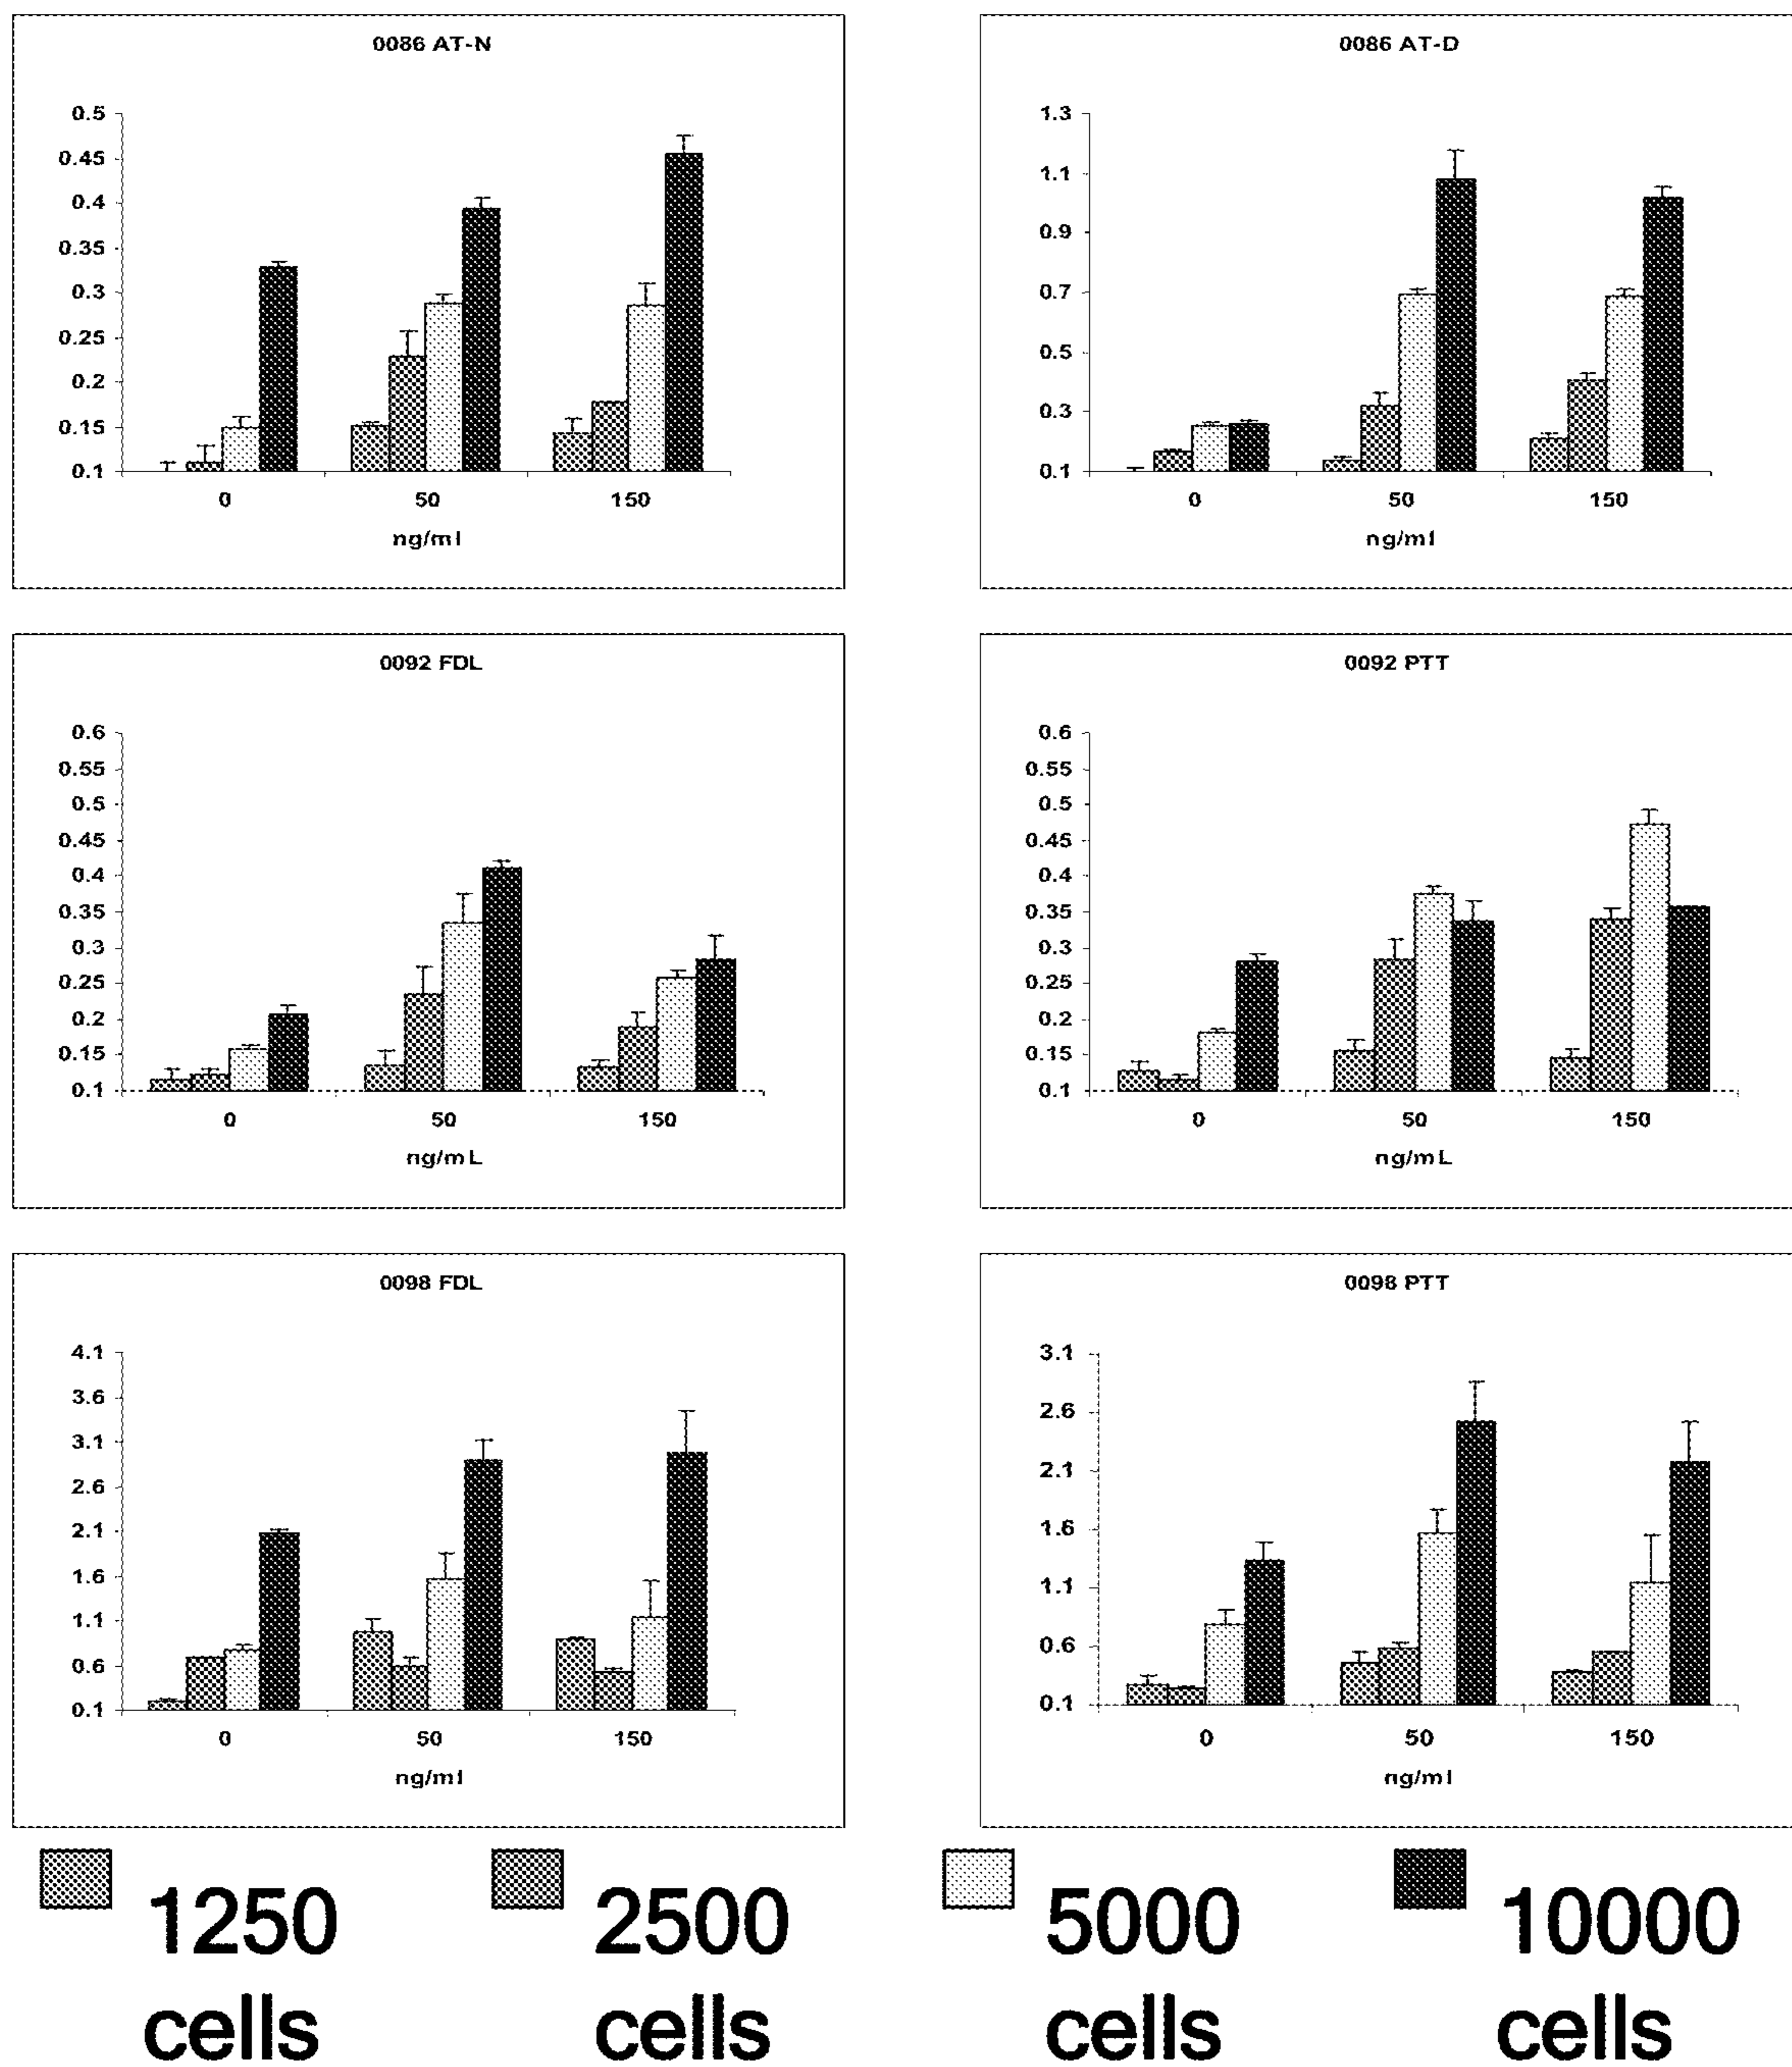 0086 AT-N
0.5
0.45
0.4
0.35
0.3
0.25
0.2
0.15
0.1
0 50 150
ng/ml
0086 AT-D
1.3
1.1
0.9
0.7
0.5
0.3
0.1
0 50 150
ng/ml
0092 FDL
0.6
0.55
0.5
0.45
0.4
0.35
0.3
0.25
0.2
0.15
0.1
0 50 150
ng/mL
0092 PTT
0.6
0.55
0.5
0.45
0.4
0.35
0.3
0.25
0.2
0.15
0.1
0 50 150
ng/mL
0098 FDL
4.1
3.6
3.1
2.6
2.1
1.6
1.1
0.6
0.1
0 50 150
ng/ml
0098 PTT
3.1
2.6
2.1
1.6
1.1
0.6
0.1
0 50 150
ng/ml
1250
cells
2500
cells
5000
cells
10000
cells